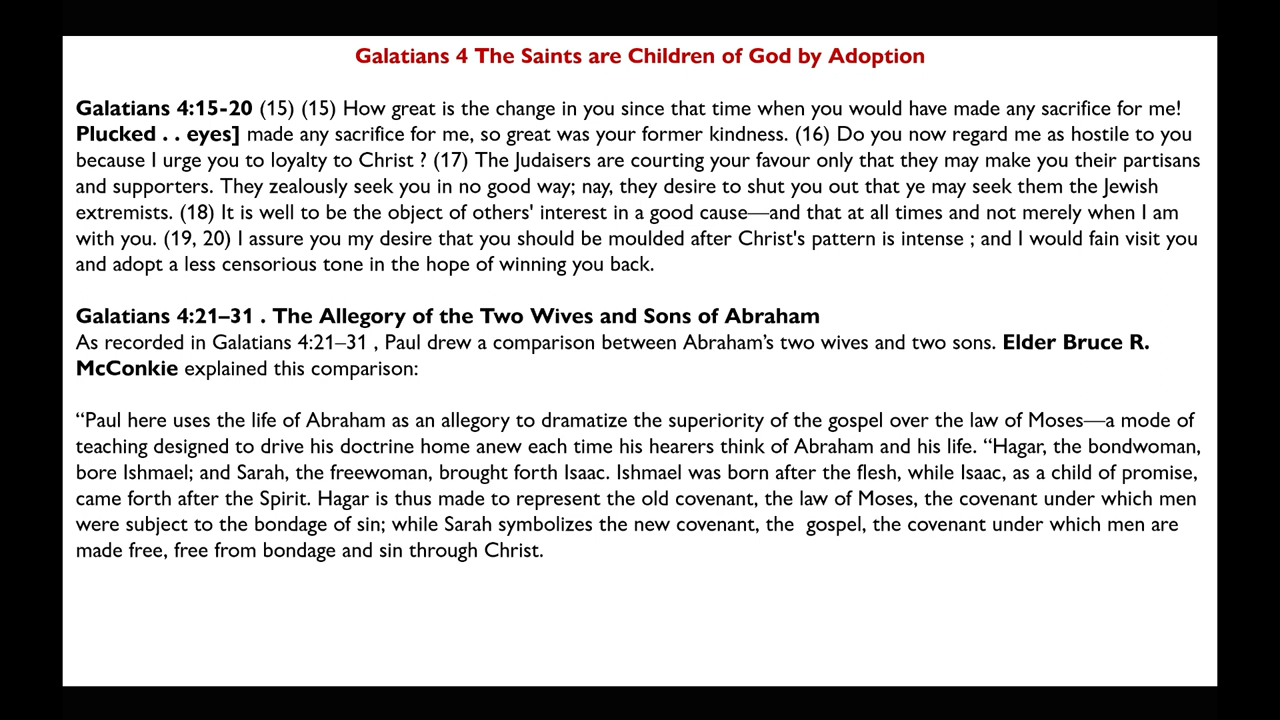 Galatians 4 The Saints are Children of God by Adoption
Galatians 4:15-20 (15) (15) How great is the change in you since that time when you would have made any sacrifice for me!
Plucked . . eyes] made any sacrifice for me, so great was your former kindness. (16) Do you now regard me as hostile to you
because I urge you to loyalty to Christ ? (17) The Judaisers are courting your favour only that they may make you their partisans
and supporters. They zealously seek you in no good way; nay, they desire to shut you out that ye may seek them the Jewish
extremists. (18) It is well to be the object of others' interest in a good cause—and that at all times and not merely when I am
with you. (19, 20) I assure you my desire that you should be moulded after Christ's pattern is intense ; and I would fain visit you
and adopt a less censorious tone in the hope of winning you back.
Galatians 4:21–31 . The Allegory of the Two Wives and Sons of Abraham
As recorded in Galatians 4:21–31 , Paul drew a comparison between Abraham’s two wives and two sons. Elder Bruce R.
McConkie explained this comparison:
“Paul here uses the life of Abraham as an allegory to dramatize the superiority of the gospel over the law of Moses—a mode of
teaching designed to drive his doctrine home anew each time his hearers think of Abraham and his life. “Hagar, the bondwoman,
bore Ishmael; and Sarah, the freewoman, brought forth Isaac. Ishmael was born after the flesh, while Isaac, as a child of promise,
came forth after the Spirit. Hagar is thus made to represent the old covenant, the law of Moses, the covenant under which men
were subject to the bondage of sin; while Sarah symbolizes the new covenant, the  gospel, the covenant under which men are
made free, free from bondage and sin through Christ.